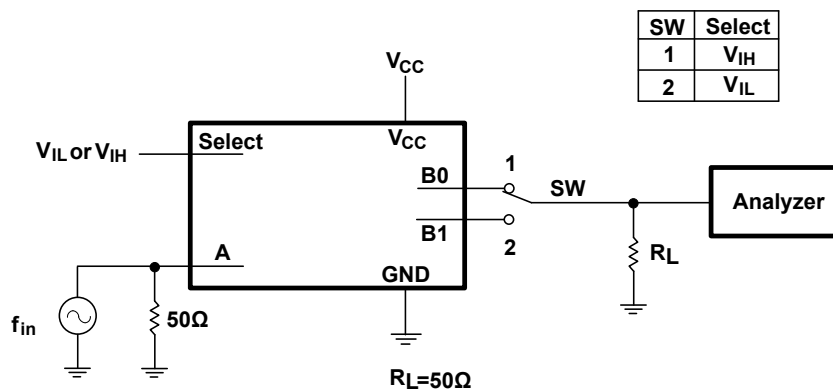 SW Select
1 VIH
2 VIL
VCC
VIL or VIH
Select
VCC
B0
1
SW
Analyzer
B1
2
A
RL
GND
fin
50Ω
RL=50Ω